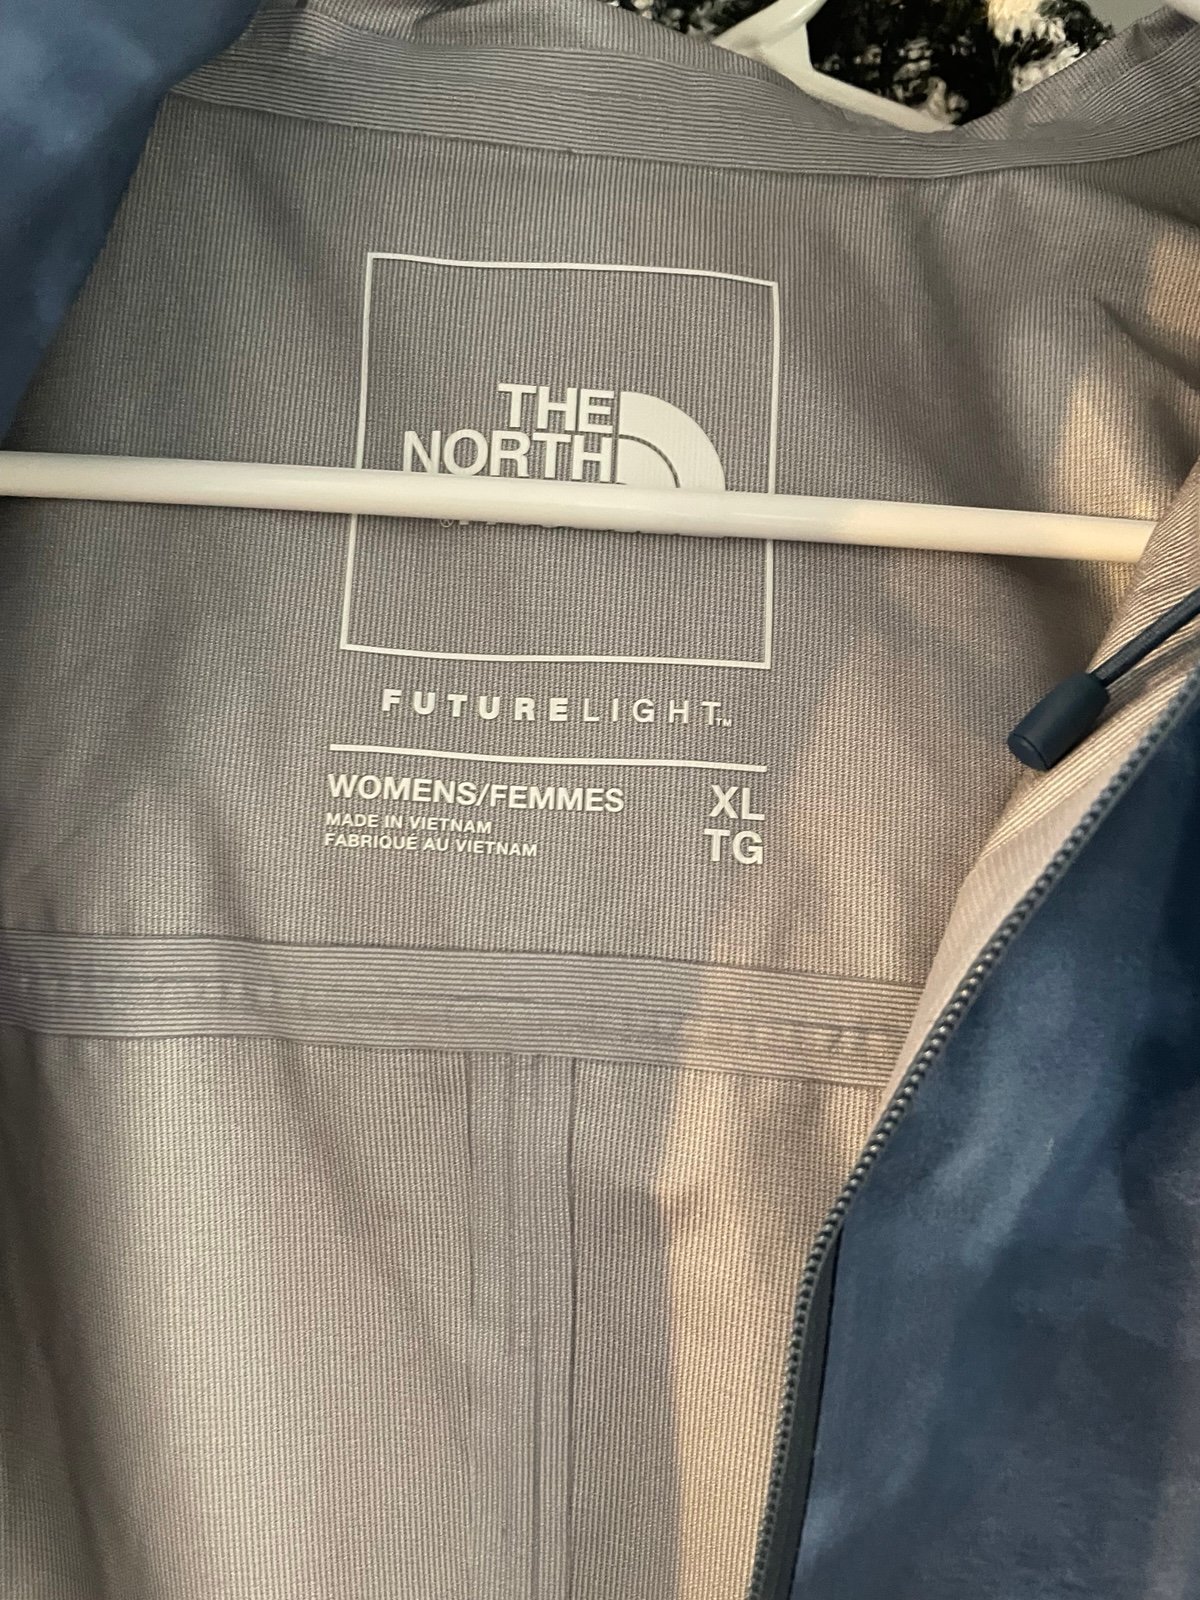 THE
NORTH
FUTURELIGHT™
WOMENS/FEMMES XL
MADE IN VIETNAM TG
FABRIQUÉ AU VIETNAM